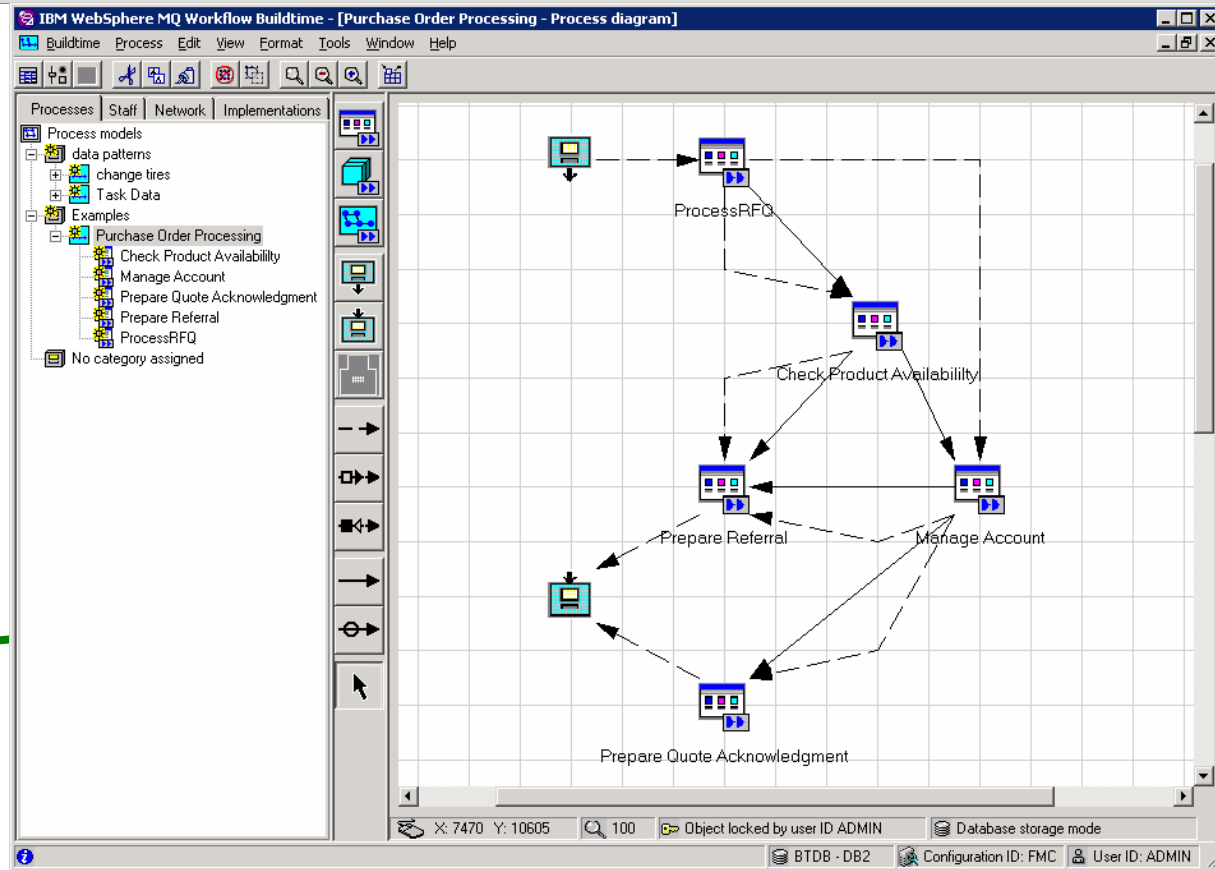 IBM WebSphere MQ Workflow Buildtime - [Purchase Order Processing - Process diagram]
Buildtime Process Edit View Format Tools Window Help
Processes Staff Network Implementations
Process models
data patterns
change tires
Task Data
Examples
Purchase Order Processing
Check Product Availabililty
Manage Account
Prepare Quote Acknowledgment
Prepare Referral
ProcessRFQ
No category assigned
ProcessRFQ
Check Product Availabililty
Prepare Referral
Manage Account
Prepare Quote Acknowledgment
X: 7470 Y: 10605 100 Object locked by user ID ADMIN Database storage mode
BTDB - DB2 Configuration ID: FMC User ID: ADMIN